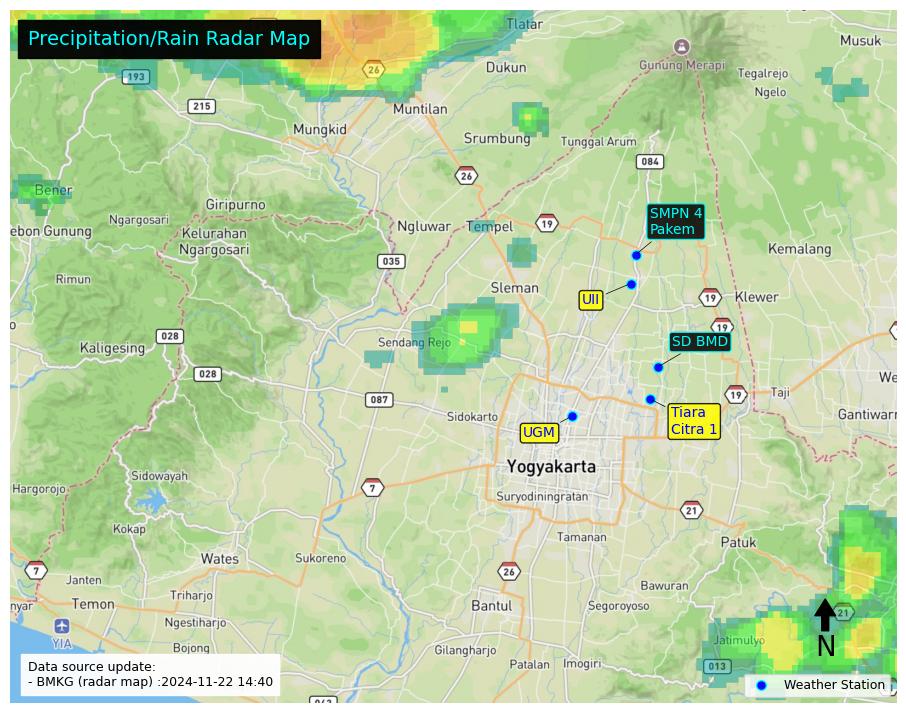 Precipitation/Rain Radar Map
Tlatar
Musuk
Gunung Merapi
Dukun
26
193
Tegalrejo
Ngelo
215
Muntilan
Mungkid
Srumbung
Tunggal Arum
084
26
Bener
Giripurno
SMPN 4
Pakem
Ngargosari
Ngluwar
Tempel
19
ebon Gunung
Kelurahan
Ngargosari
Kemalang
035
Rimun
Sleman
UII
19
Klewer
19
028
Sendang Rejo
SD BMD
Kaligesing
028
We
087
19
Taji
Sidokarto
Tiara
Citra 1
Gantiwarn
UGM
Yogyakarta
Sidowayah
Hargorojo
7
Suryodiningratan
21
Kokap
Tamanan
Patuk
Wates
Sukoreno
7
26
Janten
Bawuran
Triharjo
nyar
Temon
Bantul
Segoroyoso
21
Ngestiharjo
YIA
Jatimulyo
N
Bojong
Gilangharjo
Patalan
Imogiri
013
Data source update:
- BMKG (radar map) :2024-11-22 14:40
Weather Station